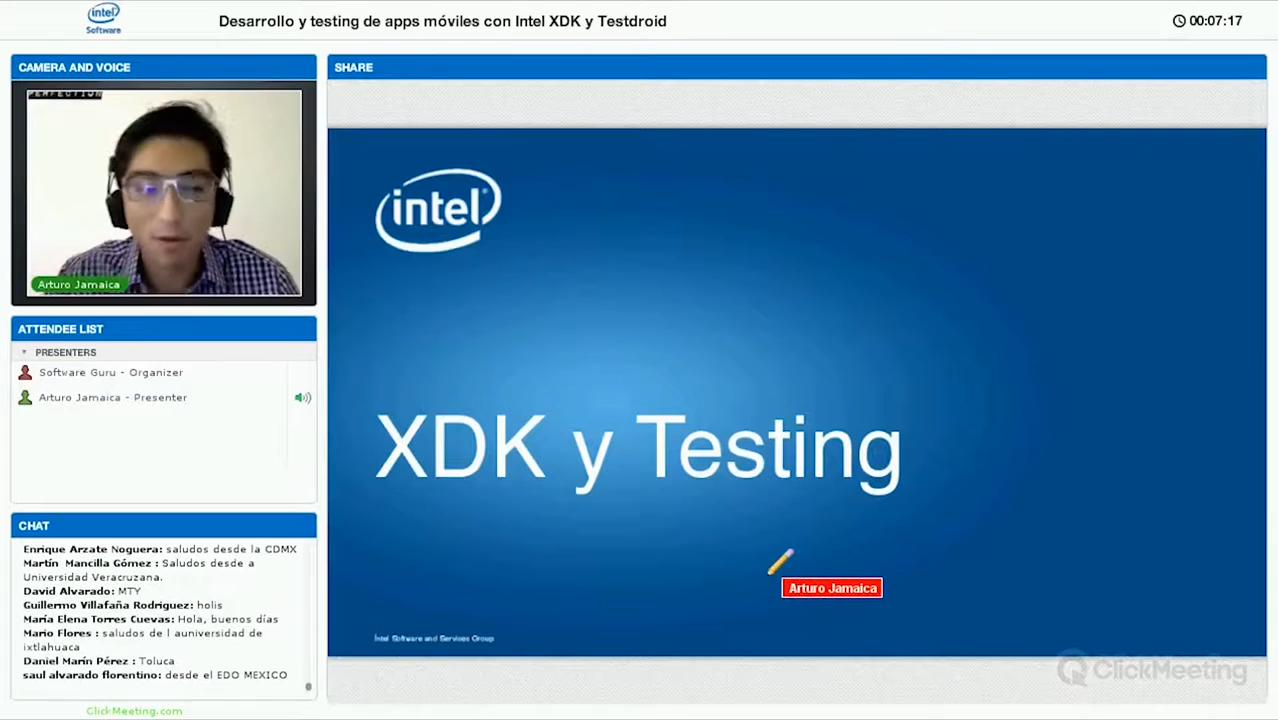 intel
Software
Desarrollo y testing de apps móviles con Intel XDK y Testdroid
00:07:17
CAMERA AND VOICE
PERFECTION
Arturo Jamaica
ATTENDEE LIST
PRESENTERS
Software Guru - Organizer
Arturo Jamaica - Presenter
CHAT
Enrique Arzate Noguera: saludos desde la CDMX
Martín Mancilla Gómez : Saludos desde a
Universidad Veracruzana.
David Alvarado: MTY
Guillermo Villafaña Rodriguez: holis
María Elena Torres Cuevas: Hola, buenos días
Mario Flores : saludos de l auniversidad de
ixtlahuaca
Daniel Marín Pérez : Toluca
saul alvarado florentino: desde el EDO MEXICO
ClickMeeting.com
SHARE
intel
XDK y Testing
Arturo Jamaica
Intel Software and Services Group
ClickMeeting